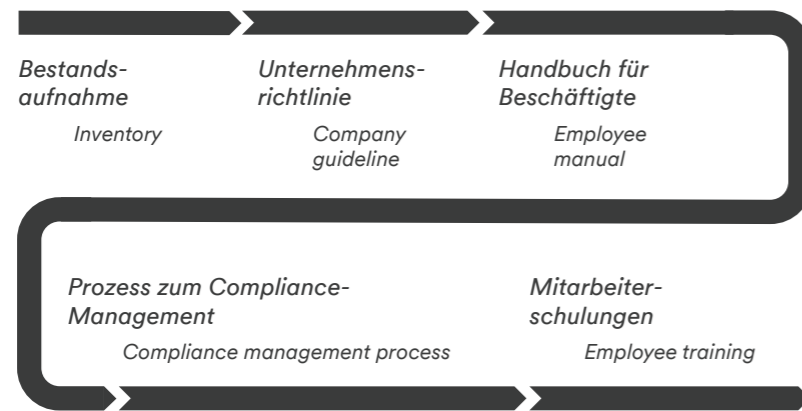 Bestands-
aufnahme
Inventory
Unternehmens-
richtlinie
Company
guideline
Handbuch für
Beschäftigte
Employee
manual
Prozess zum Compliance-
Management
Compliance management process
Mitarbeiter-
schulungen
Employee training